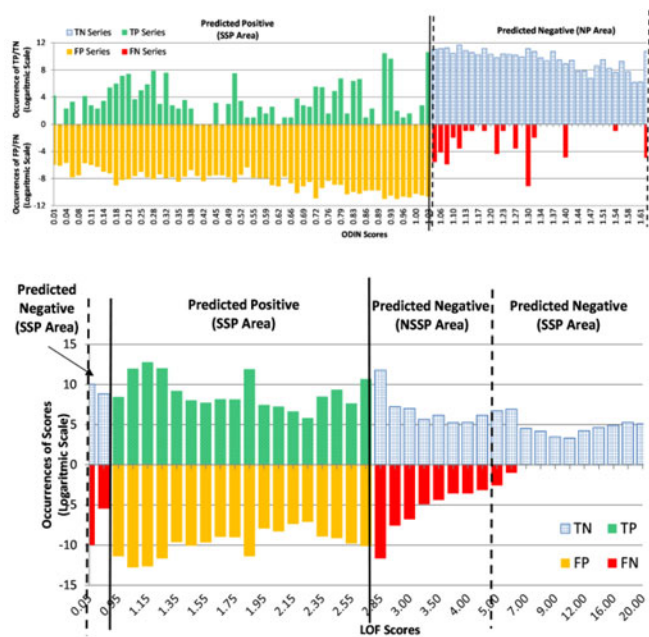 TN Series TP Series
FP Series FN Series
Predicted Positive
(SSP Area)
Predicted Negative (NP Area)
Occurrence of TP/TN
(Logaritmic Scale)
Occurrences of FP/FN
(Logaritmic Scale)
12
8
4
0
-4
-8
-12
0.01 0.04 0.08 0.11 0.14 0.18 0.21 0.24 0.28 0.31 0.35 0.38 0.42 0.45 0.49 0.52 0.55 0.59 0.62 0.66 0.69 0.72 0.76 0.79 0.83 0.86 0.89 0.93 0.96 1.00 1.06 1.10 1.13 1.17 1.20 1.23 1.27 1.30 1.34 1.37 1.40 1.44 1.47 1.51 1.54 1.58 1.61
ODIN Scores
Predicted
Negative
(SSP Area)
Predicted Positive
(SSP Area)
Predicted Negative
(NSSP Area)
Predicted Negative
(SSP Area)
Occurrences of Scores
(Logaritmic Scale)
15
10
5
0
-5
-10
-15
TN TP
FP FN
0.05 0.95 1.15 1.35 1.55 1.75 1.95 2.15 2.35 2.55 2.85 3.00 3.50 4.00 5.00 7.00 9.00 12.00 16.00 20.00
LOF Scores